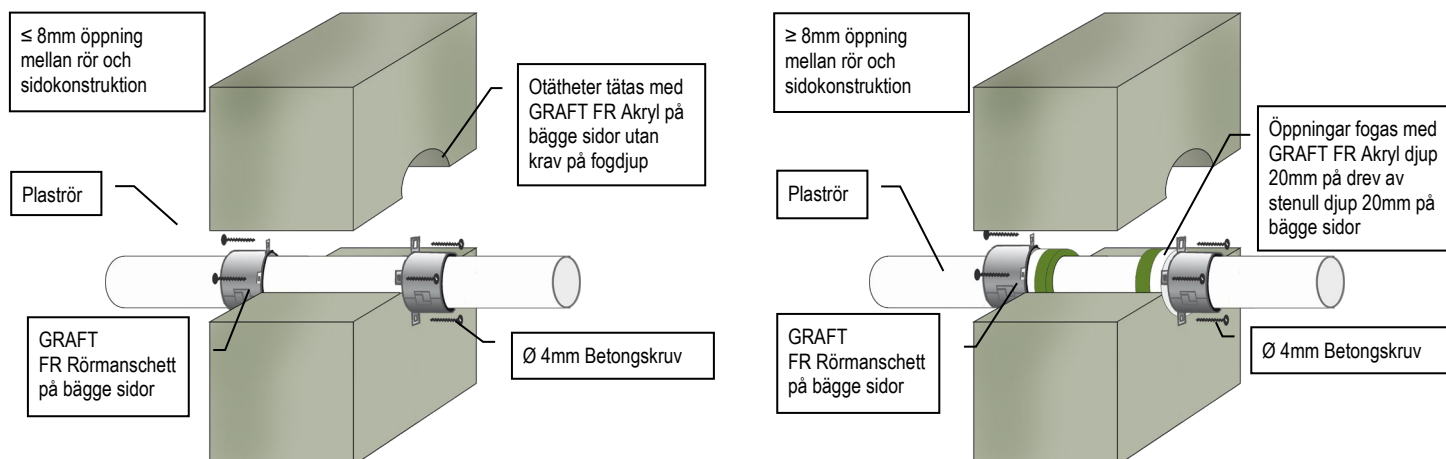 ≤ 8mm öppning
mellan rör och
sidokonstruktion
Otätheter tätas med
GRAFT FR Akryl på
bägge sidor utan
krav på fogdjup
Plaströr
GRAFT
FR Rörmanschett
på bägge sidor
Ø 4mm Betongskruv
≥ 8mm öppning
mellan rör och
sidokonstruktion
Öppningar fogas med
GRAFT FR Akryl djup
20mm på drev av
stenull djup 20mm på
bägge sidor
Plaströr
GRAFT
FR Rörmanschett
på bägge sidor
Ø 4mm Betongskruv